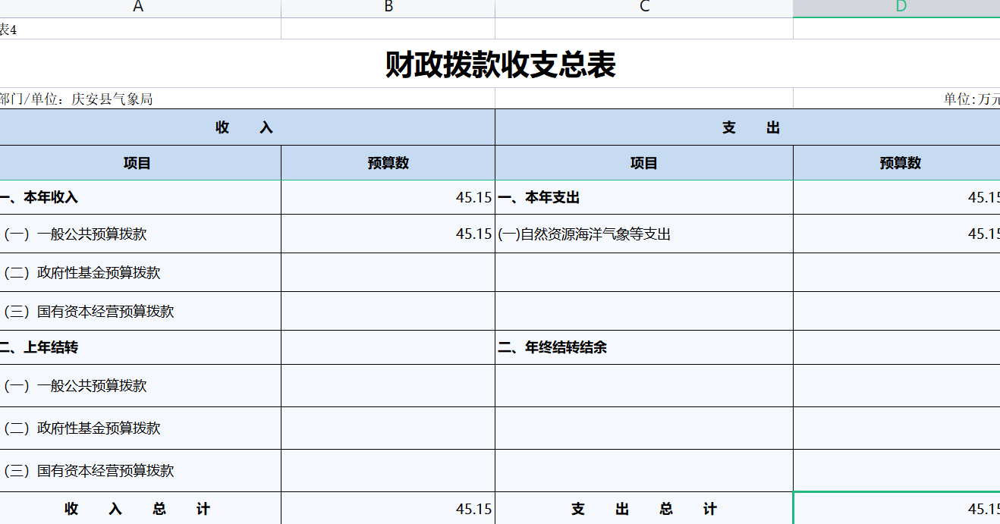 A B C D
表4
财政拨款收支总表
部门/单位：庆安县气象局 单位:万元
收 入 支 出
项目 预算数 项目 预算数
一、本年收入 45.15 一、本年支出 45.15
（一）一般公共预算拨款 45.15 (一)自然资源海洋气象等支出 45.15
（二）政府性基金预算拨款
（三）国有资本经营预算拨款
二、上年结转 二、年终结转结余
（一）一般公共预算拨款
（二）政府性基金预算拨款
（三）国有资本经营预算拨款
收 入 总 计 45.15 支 出 总 计 45.15